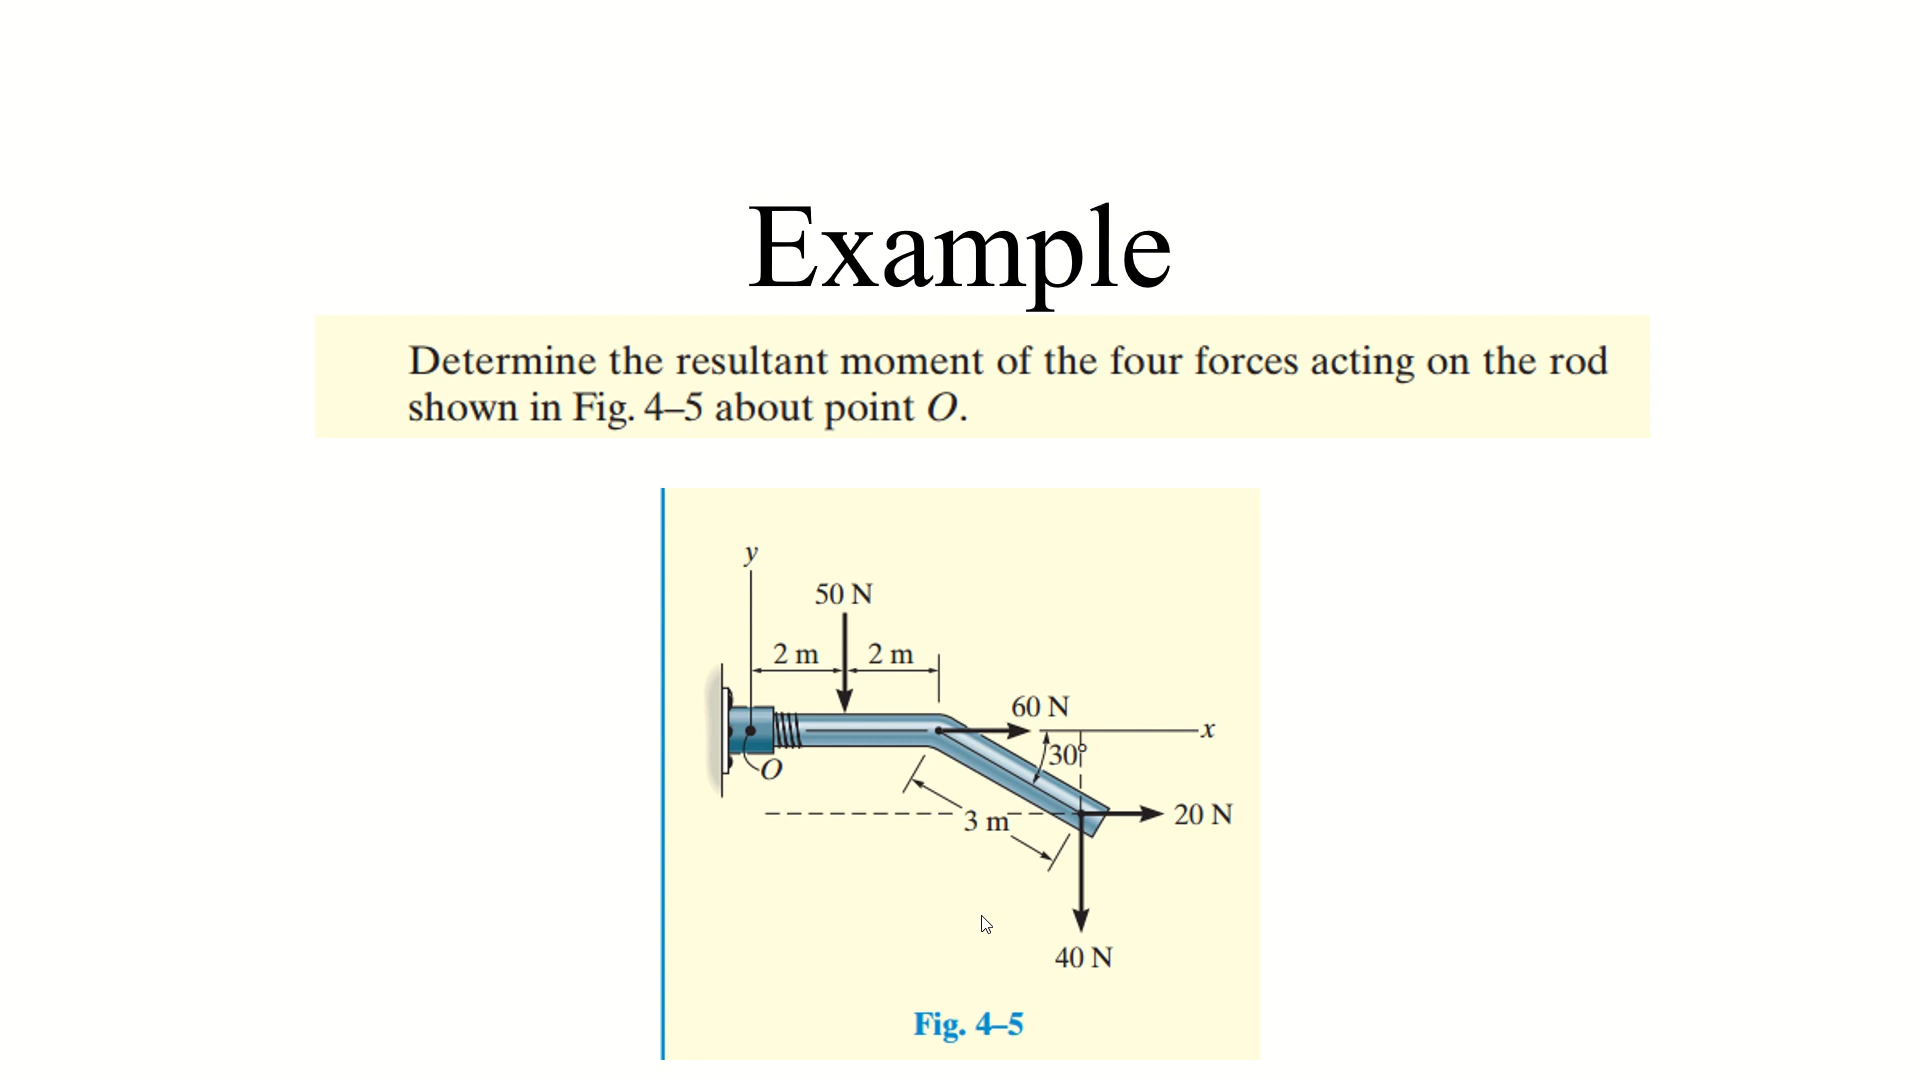 Example
Determine the resultant moment of the four forces acting on the rod
shown in Fig. 4–5 about point O.
y
50 N
2 m
2 m
60 N
x
30°
O
3 m
20 N
40 N
Fig. 4–5